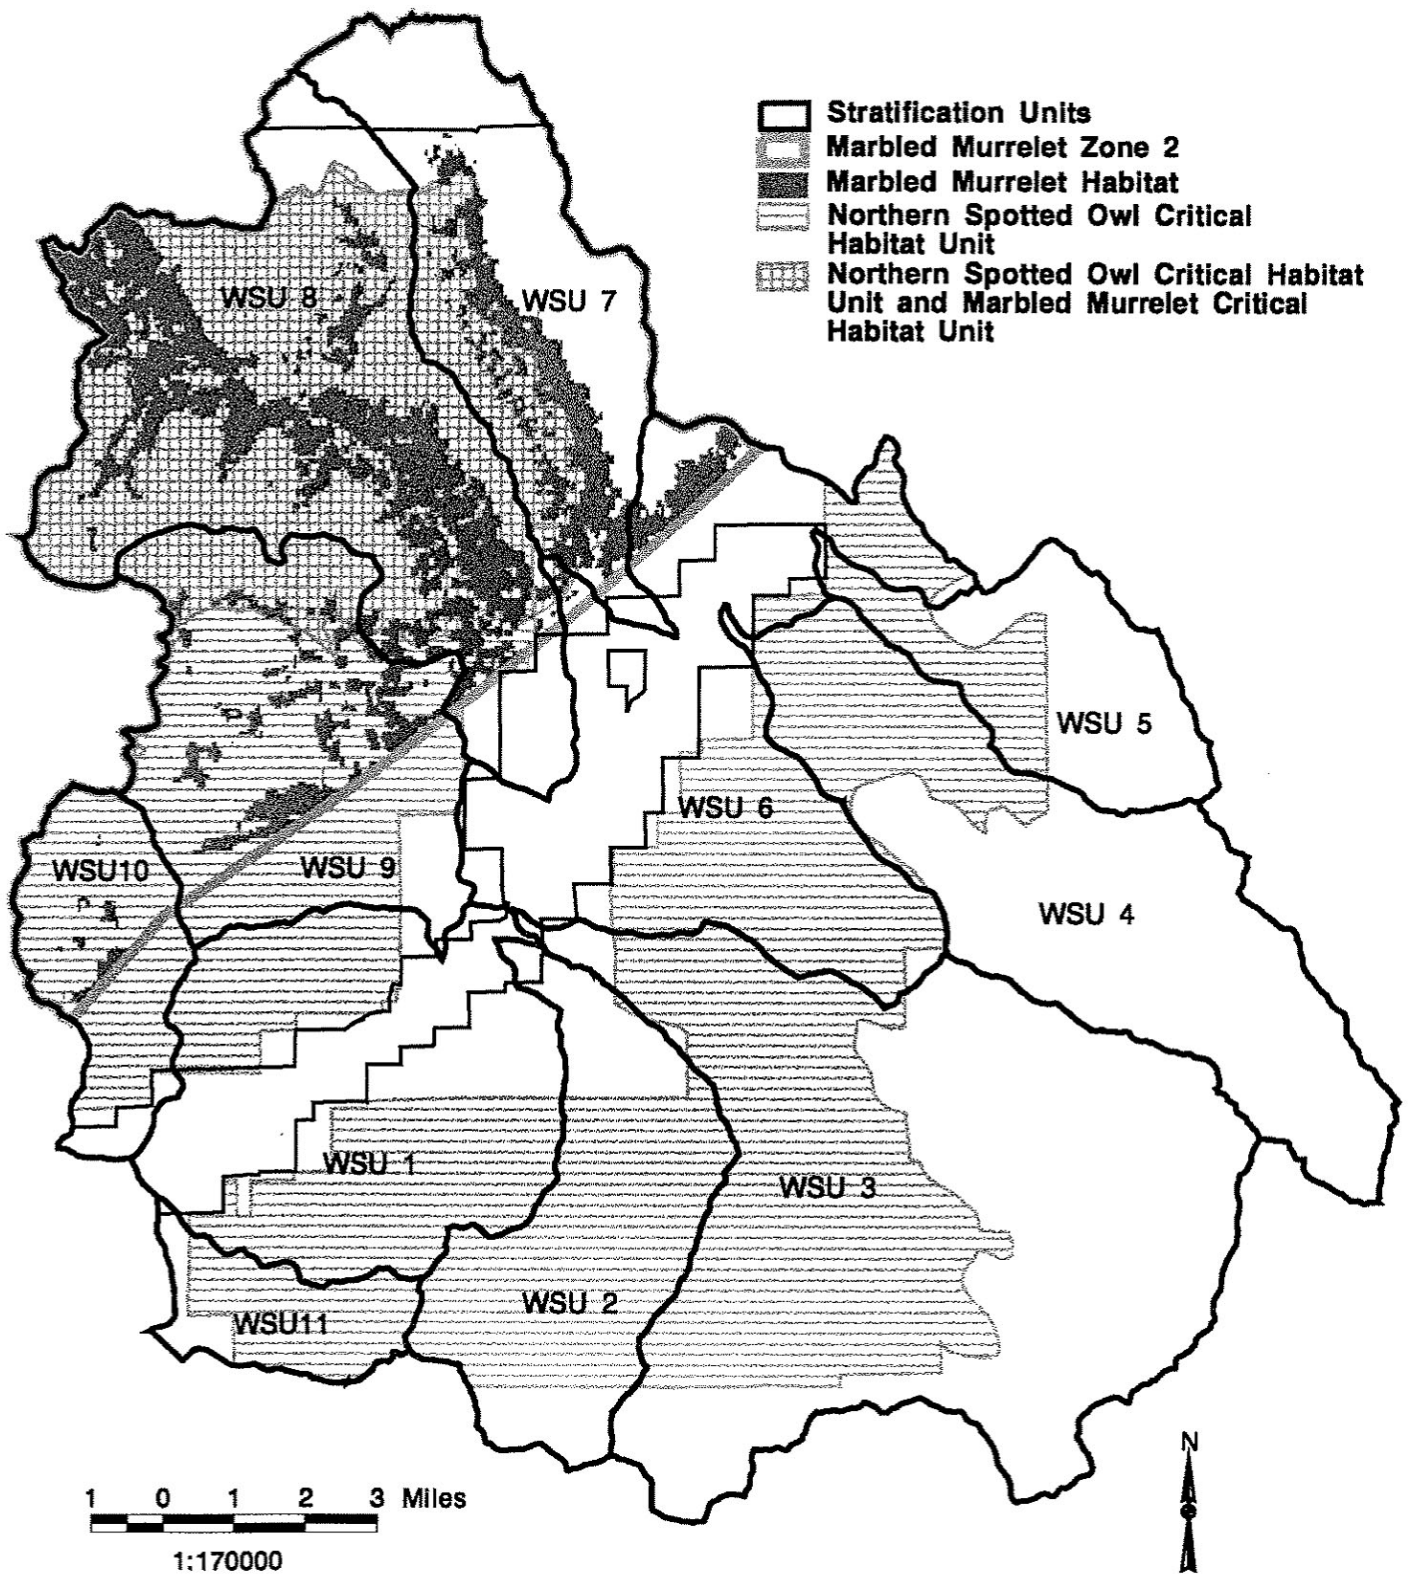 Stratification Units
Marbled Murrelet Zone 2
Marbled Murrelet Habitat
Northern Spotted Owl Critical
Habitat Unit
Northern Spotted Owl Critical Habitat
Unit and Marbled Murrelet Critical
Habitat Unit
WSU 8
WSU 7
WSU 5
WSU 6
WSU10
WSU 9
WSU 4
WSU 1
WSU 3
WSU 2
WSU11
N
1 0 1 2 3 Miles
1:170000